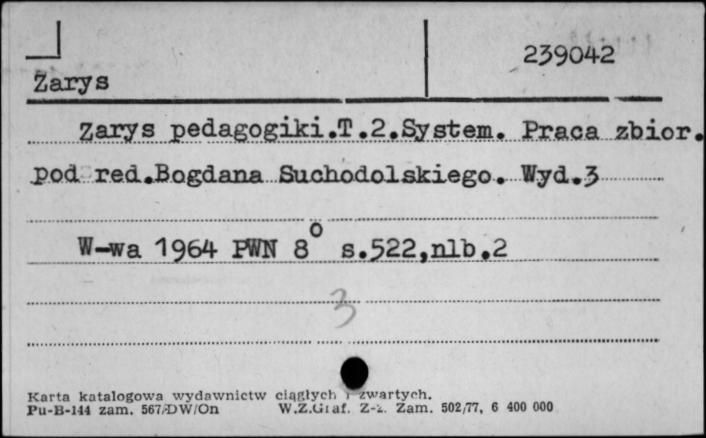 239042
Zarys
Zarys pedagogiki.T.2.System. Praca zbior.
pod red.Bogdana Suchodolskiego. Wyd.3
W-wa 1964 PWN 8° s.522,nlb.2
3
Karta katalogowa wydawnictw ciągłych i zwartych.
Pu-B-144 zam. 567/DW/On W.Z.Graf. Z-z. Zam. 502/77, 6 400 000